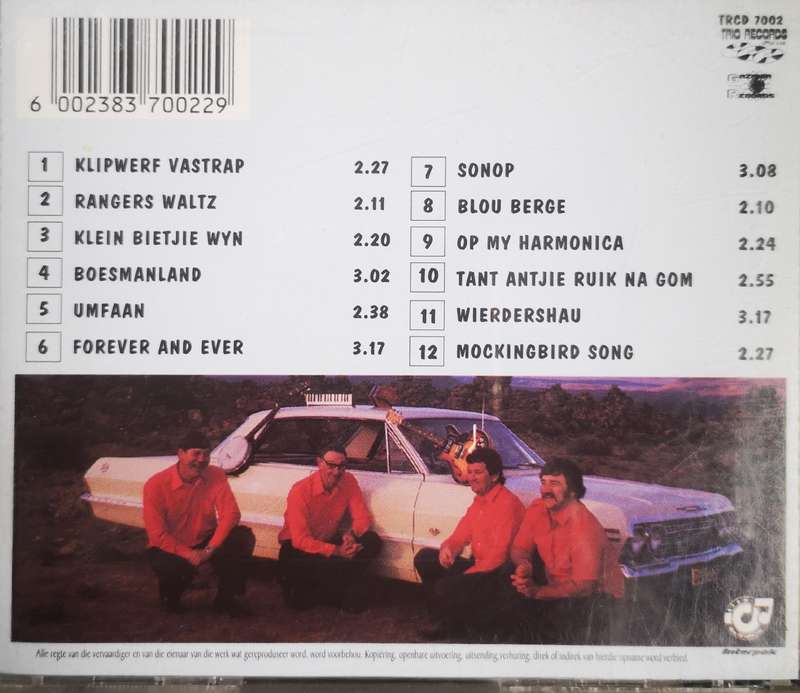 TRCD 7002
TRIO RECORDS
6 002383 700229
1 KLIPWERF VASTRAP 2.27
2 RANGERS WALTZ 2.11
3 KLEIN BIETJIE WYN 2.20
4 BOESMANLAND 3.02
5 UMFAAN 2.38
6 FOREVER AND EVER 3.17
7 SONOP 3.08
8 BLOU BERGE 2.10
9 OP MY HARMONICA 2.24
10 TANT ANTJIE RUIK NA GOM 2.55
11 WIERDERSHAU 3.17
12 MOCKINGBIRD SONG 2.27
Alle regte van die vervaardiger en van die eienaar van die werk wat gereproduseer word, word voorbehou. Kopiëring, openbare uitvoering, uitsending, verhuring, direk of indirek van hierdie opname word verbied.